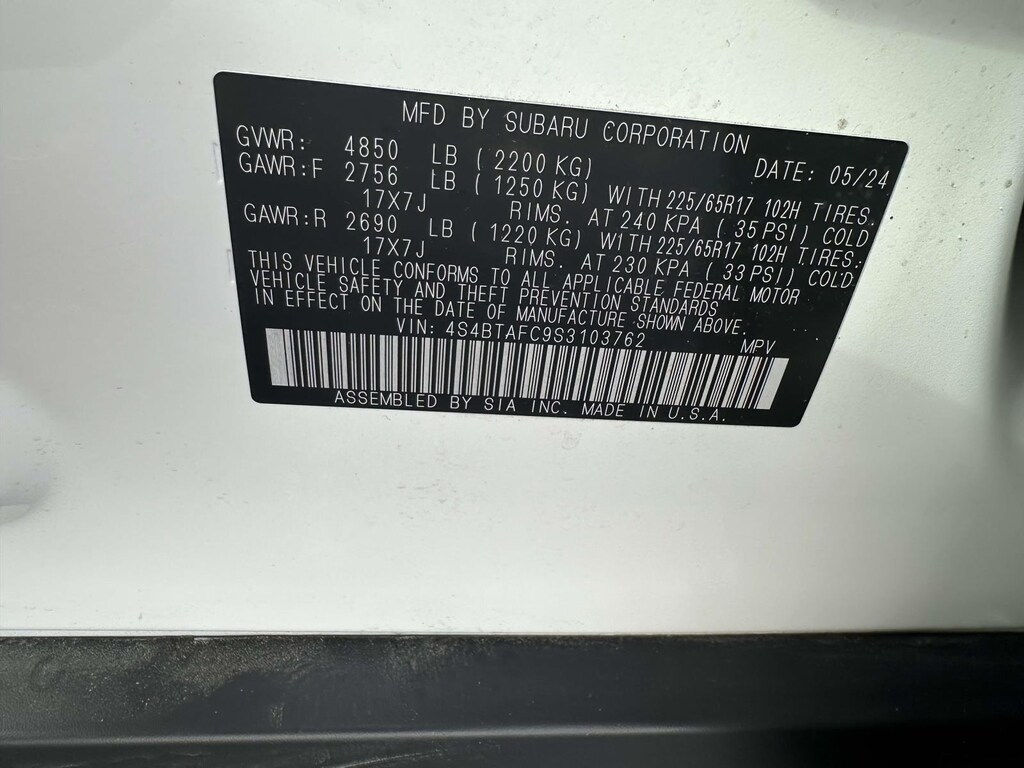 MFD BY SUBARU CORPORATION
GVWR: 4850 LB (2200 KG) DATE: 05/24
GAWR:F 2756 LB (1250 KG) WITH 225/65R17 102H TIRES.
17X7J RIMS. AT 240 KPA (35 PSI) COLD
GAWR:R 2690 LB (1220 KG) WITH 225/65R17 102H TIRES.
17X7J RIMS. AT 230 KPA (33 PSI) COLD.
THIS VEHICLE CONFORMS TO ALL APPLICABLE FEDERAL MOTOR
VEHICLE SAFETY AND THEFT PREVENTION STANDARDS
IN EFFECT ON THE DATE OF MANUFACTURE SHOWN ABOVE.
VIN: 4S4BTAFC9S3103762 MPV
ASSEMBLED BY SIA INC. MADE IN U.S.A.